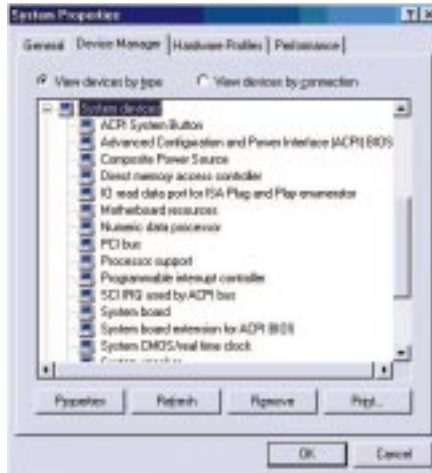 System Properties
General Device Manager Hardware Profiles Performance
View devices by type View devices by connection
System devices
ACPI System Button
Advanced Configuration and Power Interface (ACPI) BIOS
Composite Power Source
Direct memory access controller
IO read data port for ISA Plug and Play enumerator
Motherboard resources
Numeric data processor
PCI bus
Processor support
Programmable interrupt controller
SCI IRQ used by ACPI bus
System board
System board extension for ACPI BIOS
System CMOS/real time clock
System speaker
Properties Refresh Remove Print...
OK Cancel